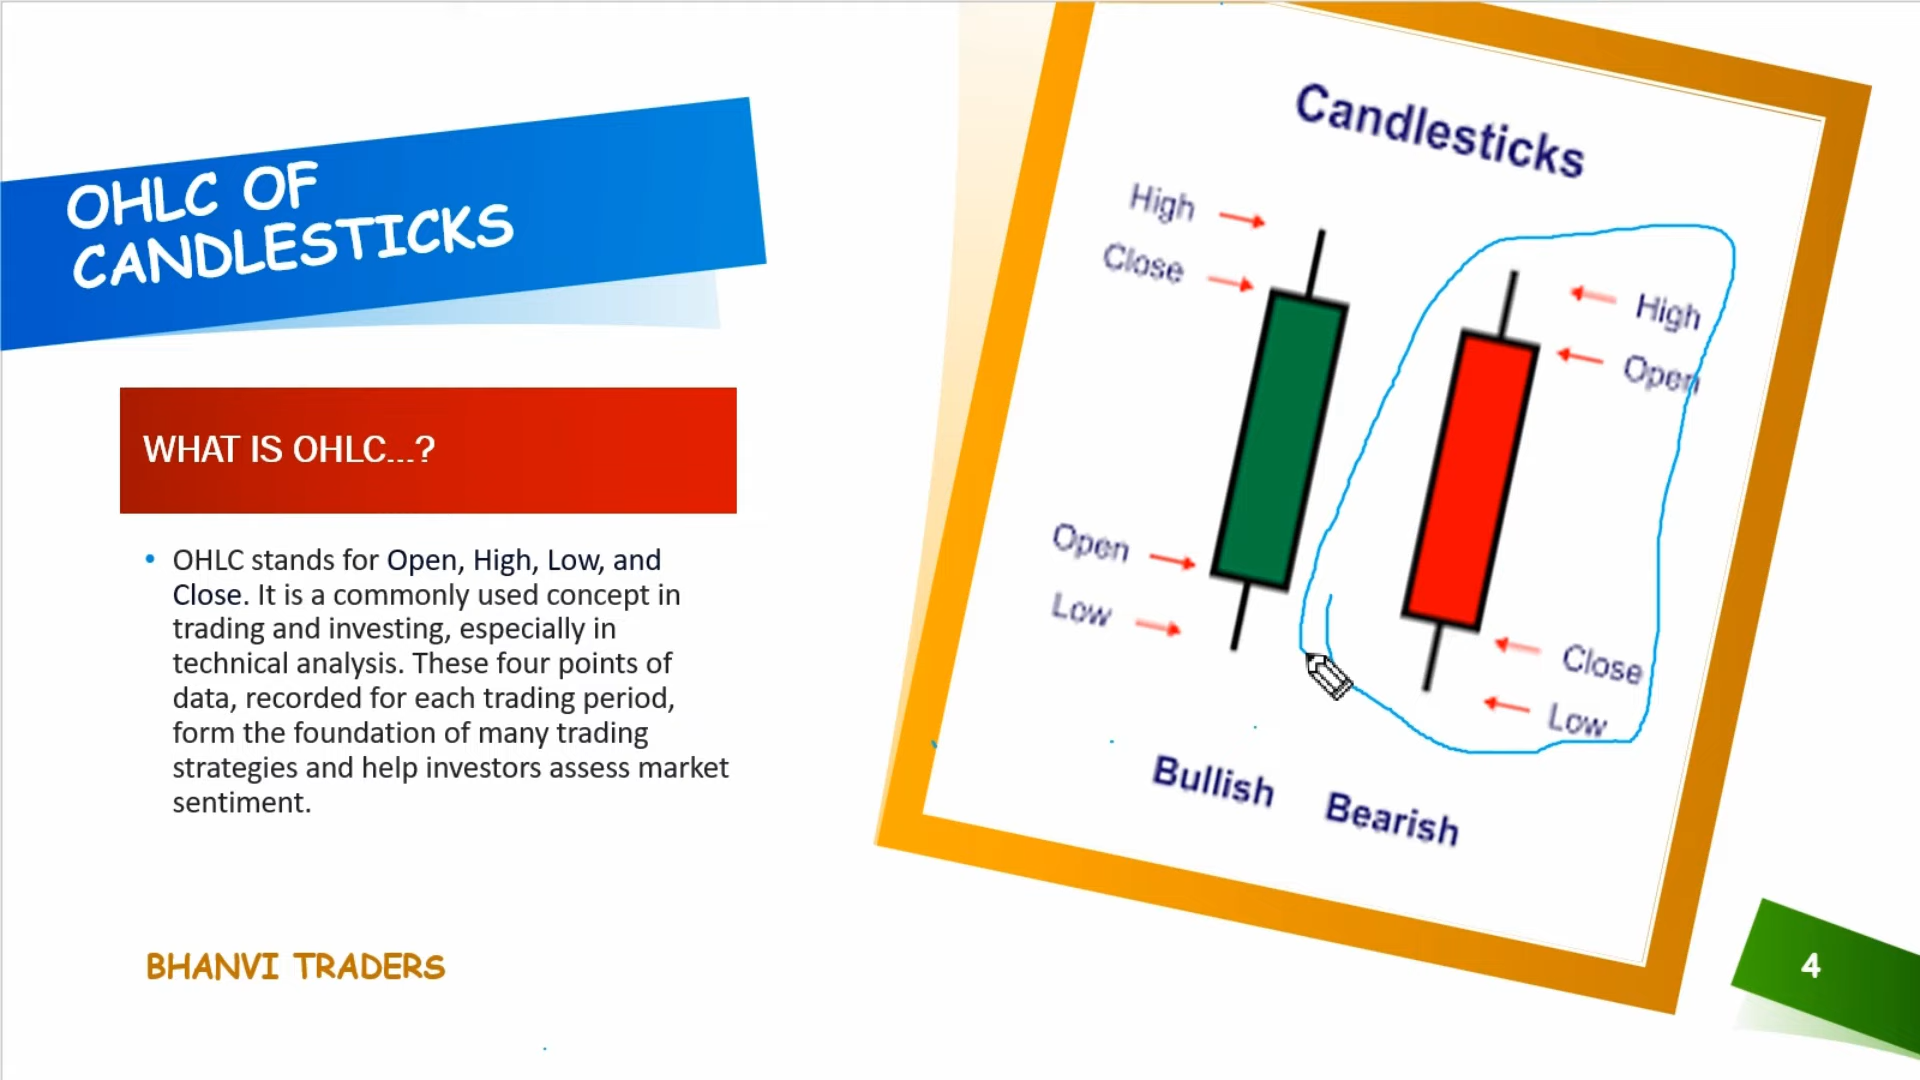 OHLC OF
CANDLESTICKS
WHAT IS OHLC...?
• OHLC stands for Open, High, Low, and
Close. It is a commonly used concept in
trading and investing, especially in
technical analysis. These four points of
data, recorded for each trading period,
form the foundation of many trading
strategies and help investors assess market
sentiment.
BHANVI TRADERS
Candlesticks
High
Close
Open
Low
High
Open
Close
Low
Bullish
Bearish
4